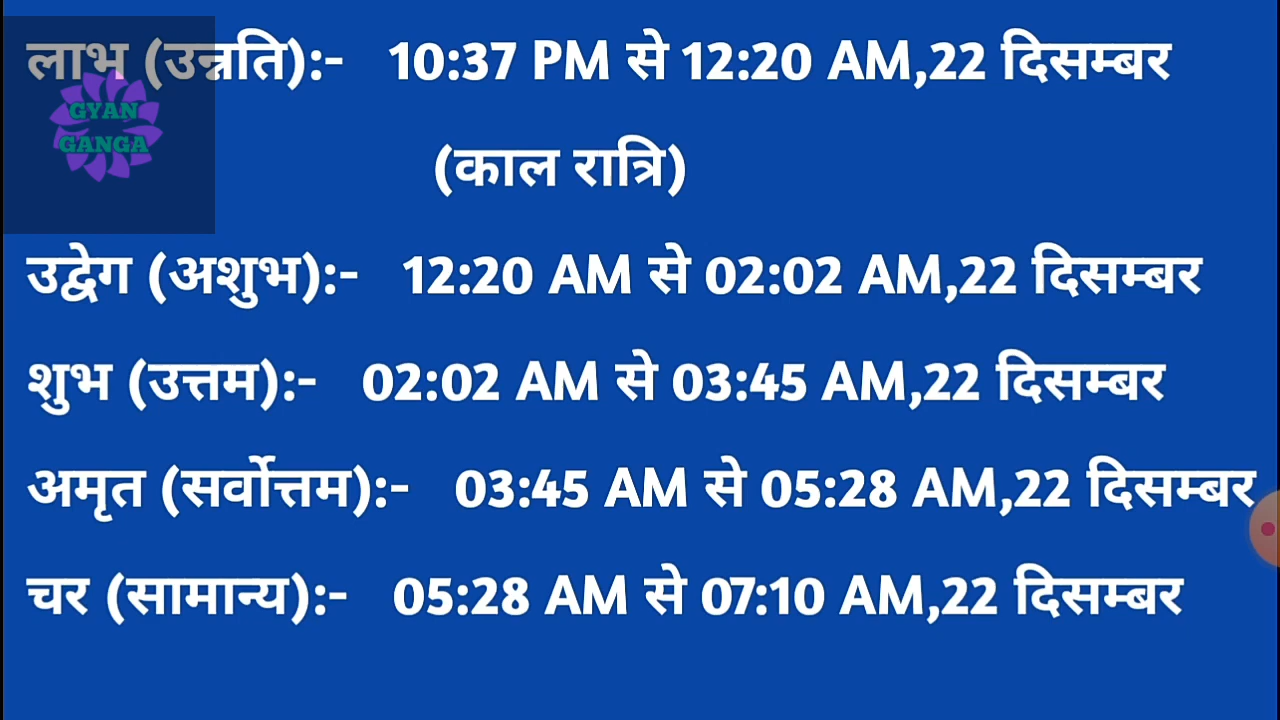 लाभ (उन्नति):- 10:37 PM से 12:20 AM,22 दिसम्बर
GYAN
GANGA
(काल रात्रि)
उद्वेग (अशुभ):- 12:20 AM से 02:02 AM,22 दिसम्बर
शुभ (उत्तम):- 02:02 AM से 03:45 AM,22 दिसम्बर
अमृत (सर्वोत्तम):- 03:45 AM से 05:28 AM,22 दिसम्बर
चर (सामान्य):- 05:28 AM से 07:10 AM,22 दिसम्बर